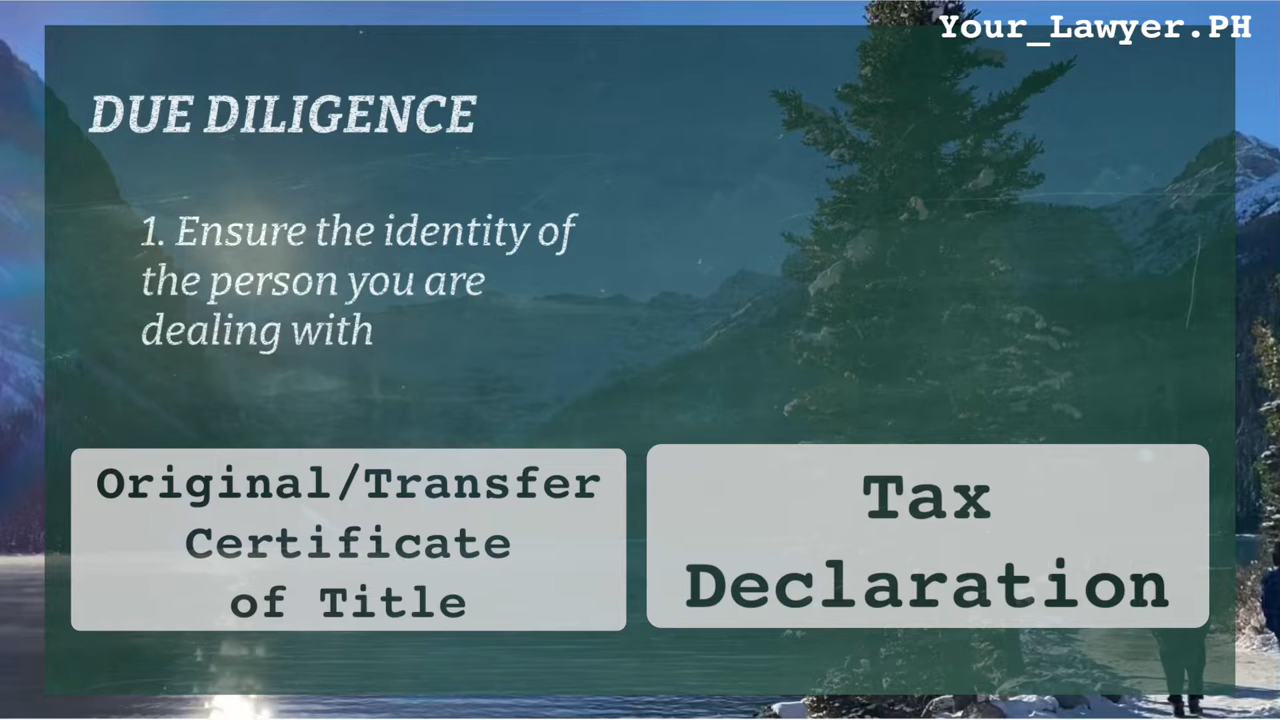 Your_Lawyer.PH
DUE DILIGENCE
1. Ensure the identity of
the person you are
dealing with
Original/Transfer
Certificate
of Title
Tax
Declaration